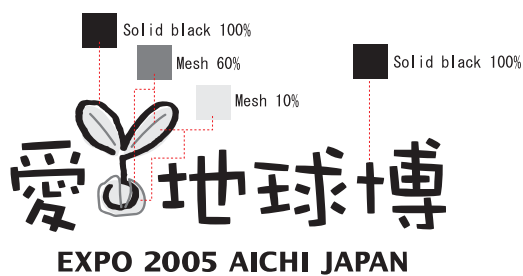 Solid black 100%
Mesh 60%
Solid black 100%
Mesh 10%
愛・地球博
EXPO 2005 AICHI JAPAN